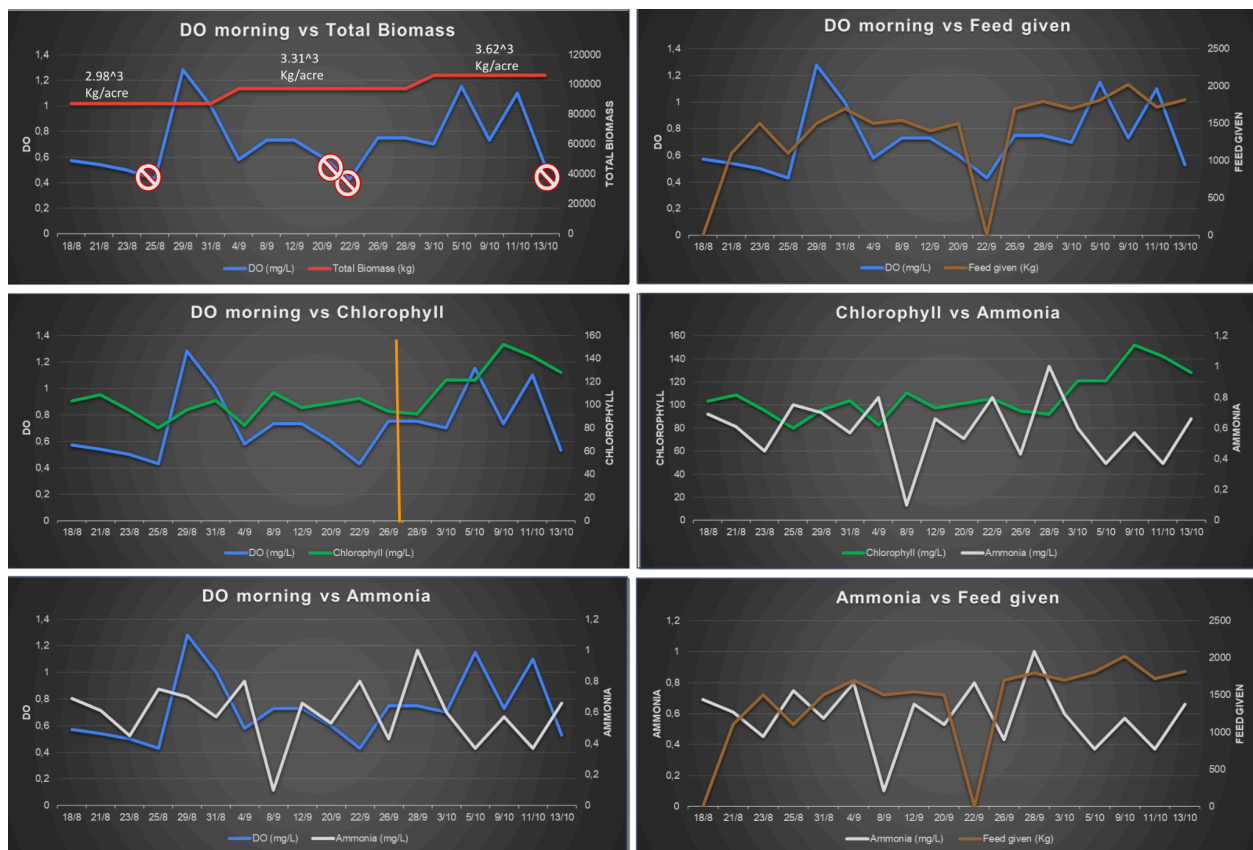 DO morning vs Total Biomass
1,4
1,2
1
0,8
0,6
0,4
0,2
0
DO
2.98^3
Kg/acre
3.31^3
Kg/acre
3.62^3
Kg/acre
120000
100000
80000
60000
40000
20000
0
TOTAL BIOMASS
18/8 21/8 23/8 25/8 29/8 31/8 4/9 8/9 12/9 20/9 22/9 26/9 28/9 3/10 5/10 9/10 11/10 13/10
DO (mg/L) Total Biomass (kg)
DO morning vs Feed given
1,4
1,2
1
0,8
0,6
0,4
0,2
0
DO
2500
2000
1500
1000
500
0
FEED GIVEN
18/8 21/8 23/8 25/8 29/8 31/8 4/9 8/9 12/9 20/9 22/9 26/9 28/9 3/10 5/10 9/10 11/10 13/10
DO (mg/L) Feed given (Kg)
DO morning vs Chlorophyll
1,4
1,2
1
0,8
0,6
0,4
0,2
0
DO
160
140
120
100
80
60
40
20
0
CHLOROPHYLL
18/8 21/8 23/8 25/8 29/8 31/8 4/9 8/9 12/9 20/9 22/9 26/9 28/9 3/10 5/10 9/10 11/10 13/10
DO (mg/L) Chlorophyll (mg/L)
Chlorophyll vs Ammonia
160
140
120
100
80
60
40
20
0
CHLOROPHYLL
1,2
1
0,8
0,6
0,4
0,2
0
AMMONIA
18/8 21/8 23/8 25/8 29/8 31/8 4/9 8/9 12/9 20/9 22/9 26/9 28/9 3/10 5/10 9/10 11/10 13/10
Chlorophyll (mg/L) Ammonia (mg/L)
DO morning vs Ammonia
1,4
1,2
1
0,8
0,6
0,4
0,2
0
DO
1,2
1
0,8
0,6
0,4
0,2
0
AMMONIA
18/8 21/8 23/8 25/8 29/8 31/8 4/9 8/9 12/9 20/9 22/9 26/9 28/9 3/10 5/10 9/10 11/10 13/10
DO (mg/L) Ammonia (mg/L)
Ammonia vs Feed given
1,2
1
0,8
0,6
0,4
0,2
0
AMMONIA
2500
2000
1500
1000
500
0
FEED GIVEN
18/8 21/8 23/8 25/8 29/8 31/8 4/9 8/9 12/9 20/9 22/9 26/9 28/9 3/10 5/10 9/10 11/10 13/10
Ammonia (mg/L) Feed given (Kg)